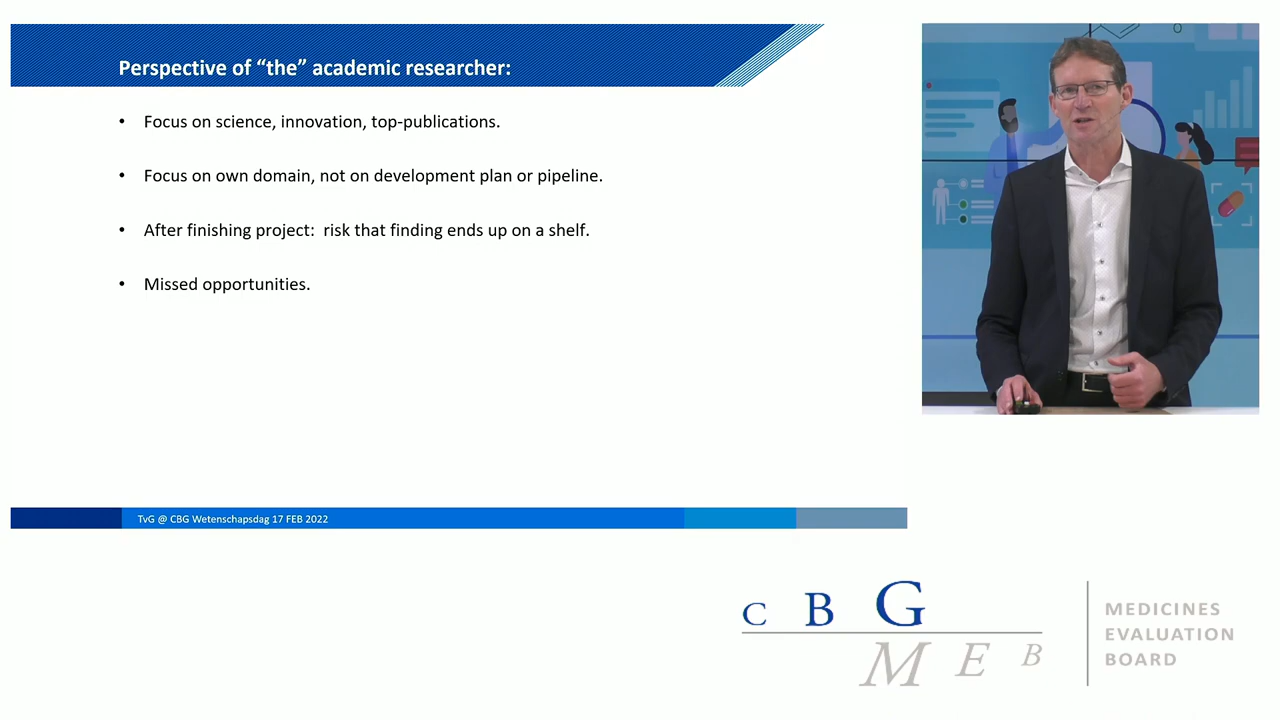 Perspective of “the” academic researcher:
• Focus on science, innovation, top-publications.
• Focus on own domain, not on development plan or pipeline.
• After finishing project:  risk that finding ends up on a shelf.
• Missed opportunities.
TvG @ CBG Wetenschapsdag 17 FEB 2022
C B G
M E B
MEDICINES
EVALUATION
BOARD